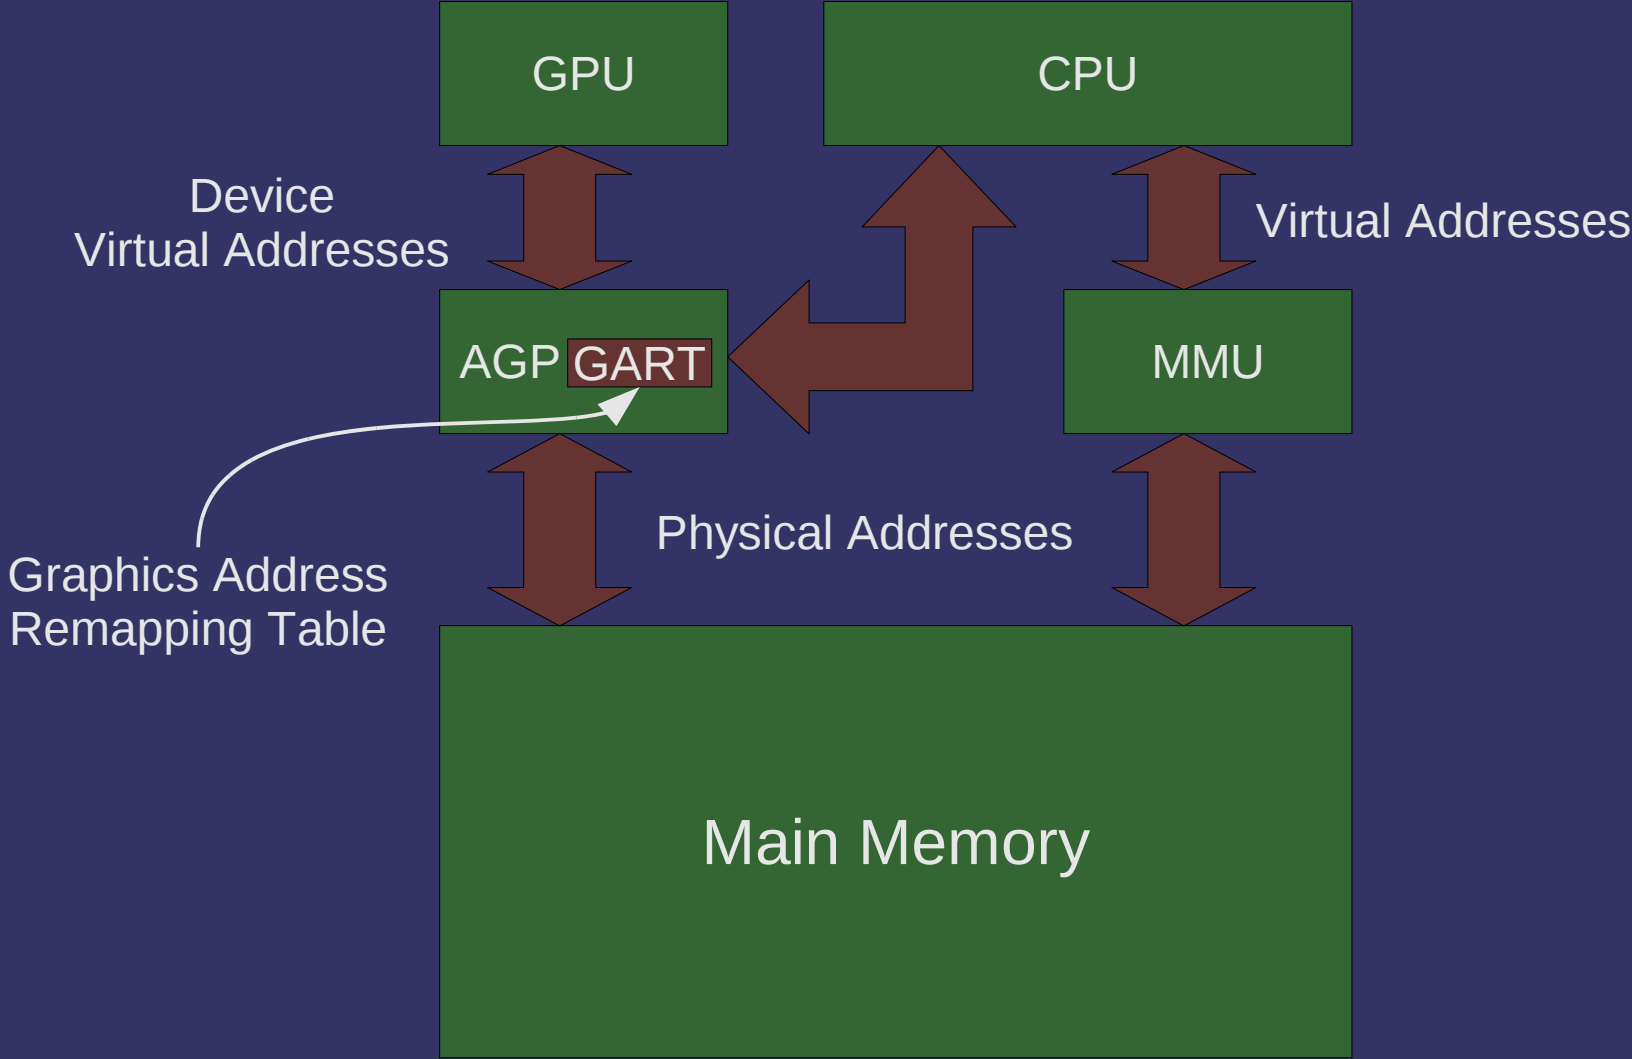 GPU
CPU
Device
Virtual Addresses
Virtual Addresses
AGP GART
MMU
Physical Addresses
Graphics Address
Remapping Table
Main Memory